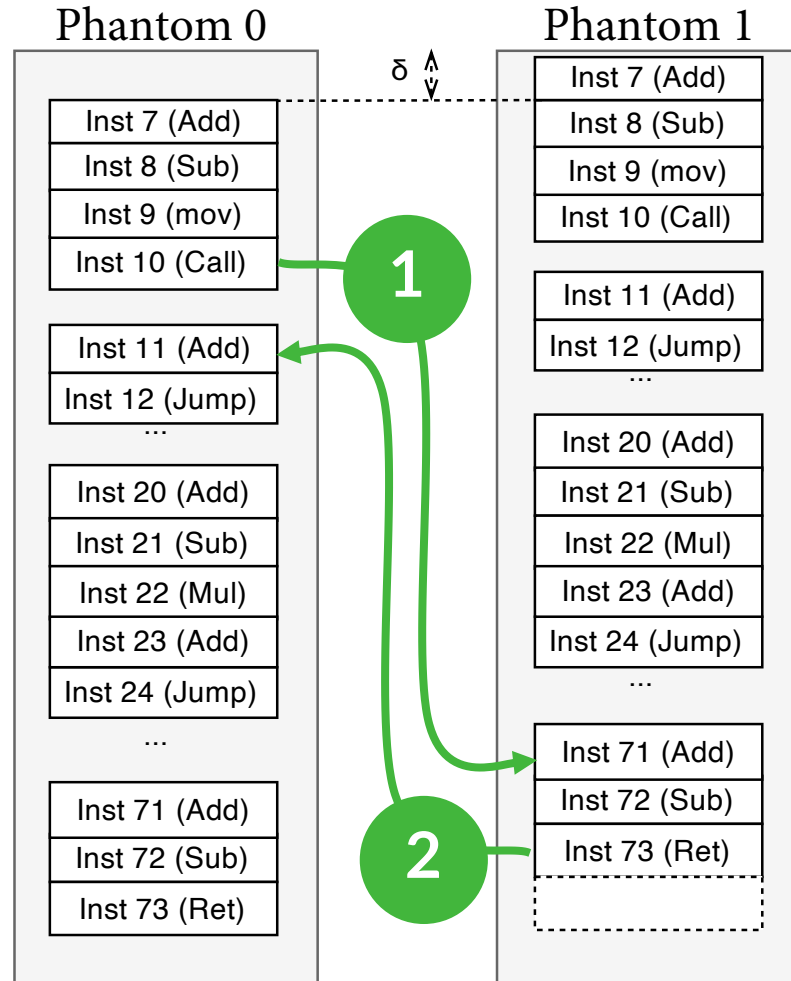 Phantom 0
Inst 7 (Add)
Inst 8 (Sub)
Inst 9 (mov)
Inst 10 (Call)
Inst 11 (Add)
Inst 12 (Jump)
...
Inst 20 (Add)
Inst 21 (Sub)
Inst 22 (Mul)
Inst 23 (Add)
Inst 24 (Jump)
...
Inst 71 (Add)
Inst 72 (Sub)
Inst 73 (Ret)
δ
1
2
Phantom 1
Inst 7 (Add)
Inst 8 (Sub)
Inst 9 (mov)
Inst 10 (Call)
Inst 11 (Add)
Inst 12 (Jump)
...
Inst 20 (Add)
Inst 21 (Sub)
Inst 22 (Mul)
Inst 23 (Add)
Inst 24 (Jump)
...
Inst 71 (Add)
Inst 72 (Sub)
Inst 73 (Ret)